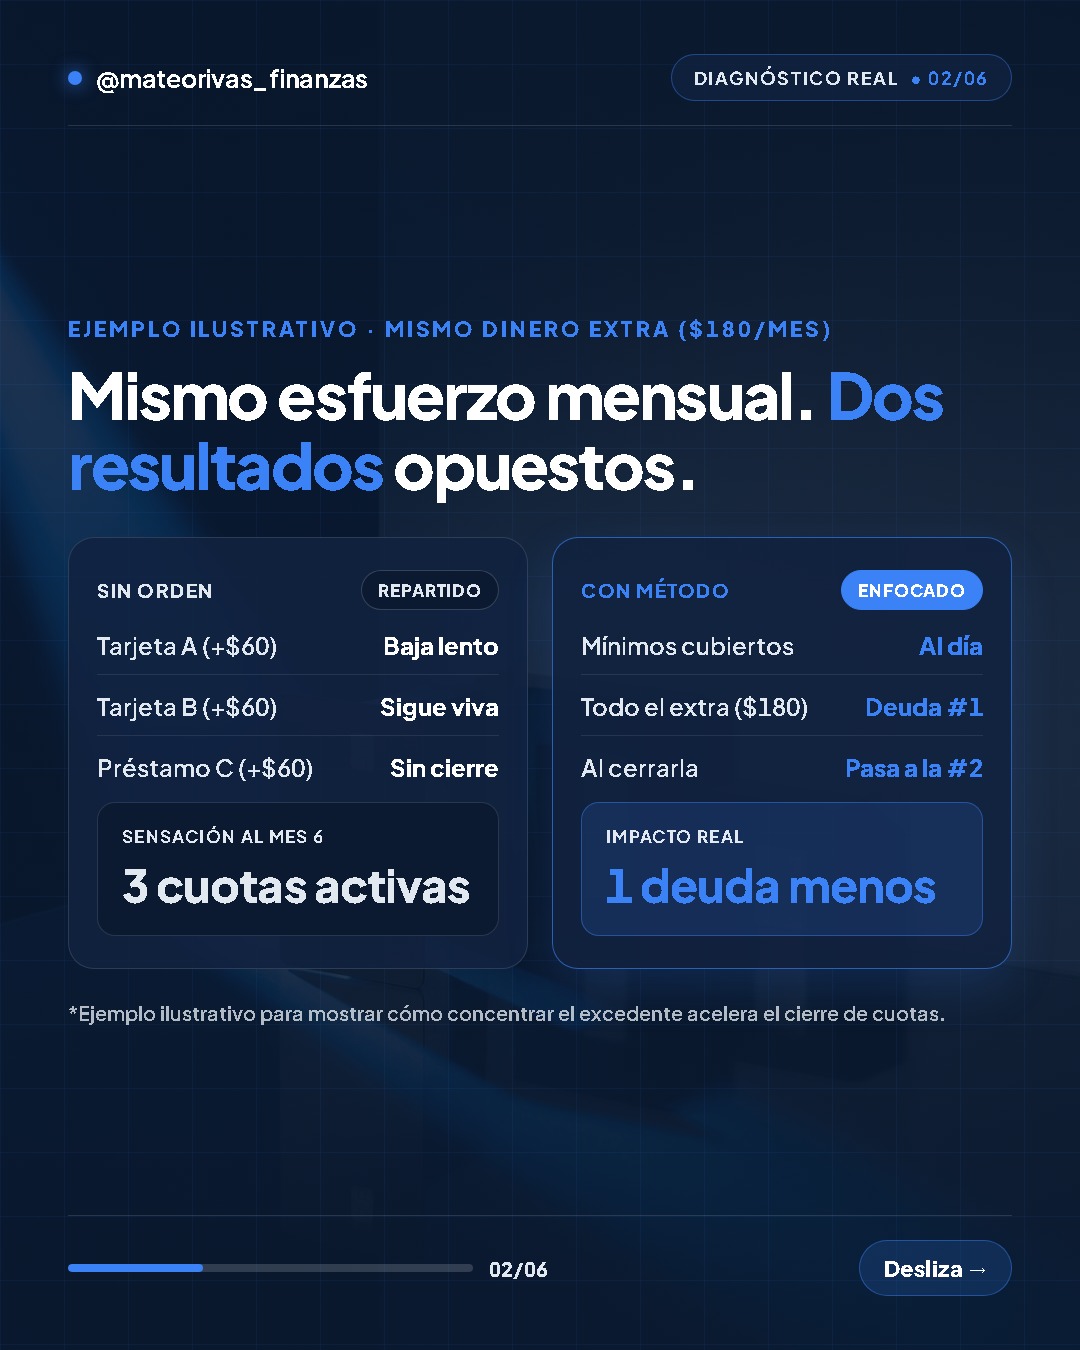 @mateorivas_finanzas
DIAGNÓSTICO REAL • 02/06
EJEMPLO ILUSTRATIVO · MISMO DINERO EXTRA ($180/MES)
Mismo esfuerzo mensual. Dos
resultados opuestos.
SIN ORDEN REPARTIDO
Tarjeta A (+$60) Baja lento
Tarjeta B (+$60) Sigue viva
Préstamo C (+$60) Sin cierre
SENSACIÓN AL MES 6
3 cuotas activas
CON MÉTODO ENFOCADO
Mínimos cubiertos Al día
Todo el extra ($180) Deuda #1
Al cerrarla Pasa a la #2
IMPACTO REAL
1 deuda menos
*Ejemplo ilustrativo para mostrar cómo concentrar el excedente acelera el cierre de cuotas.
02/06
Desliza →